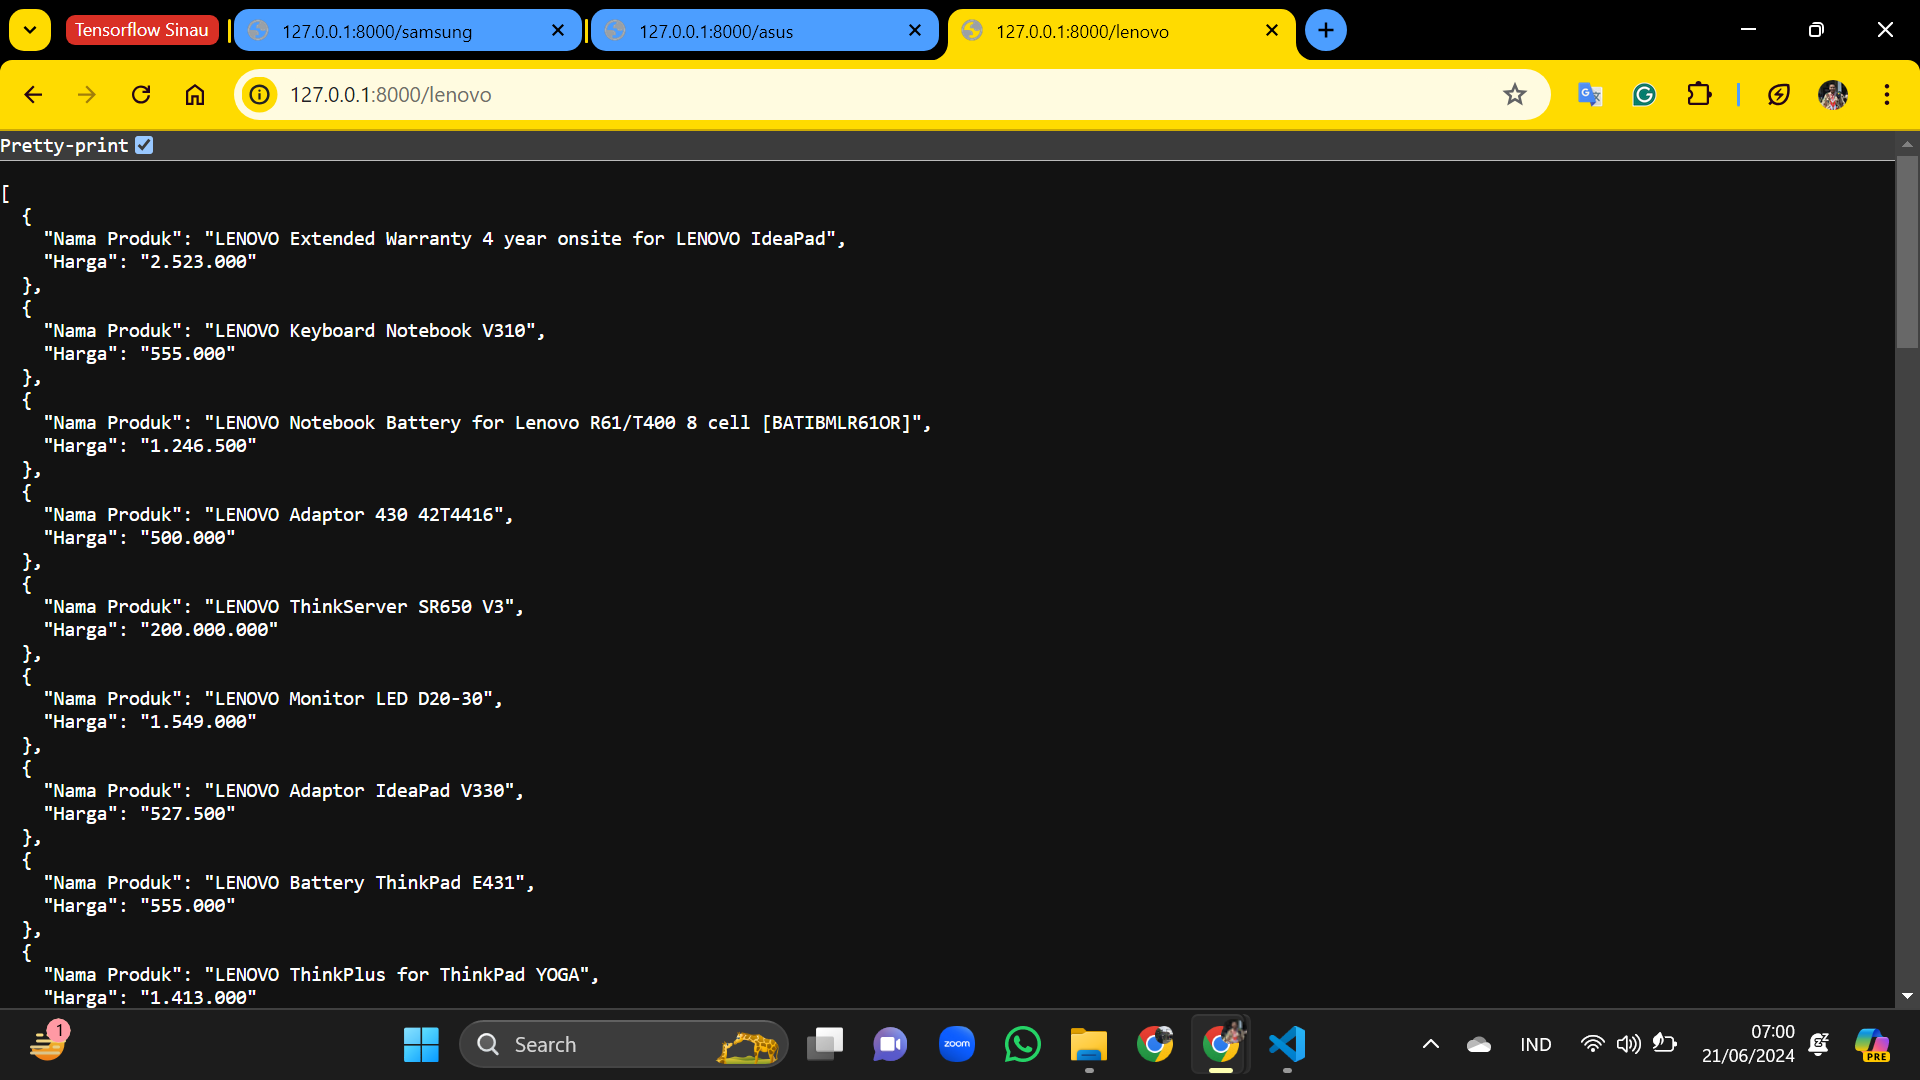 Tensorflow Sinau
127.0.0.1:8000/samsung
127.0.0.1:8000/asus
127.0.0.1:8000/lenovo
127.0.0.1:8000/lenovo
Pretty-print
[
  {
    "Nama Produk": "LENOVO Extended Warranty 4 year onsite for LENOVO IdeaPad",
    "Harga": "2.523.000"
  },
  {
    "Nama Produk": "LENOVO Keyboard Notebook V310",
    "Harga": "555.000"
  },
  {
    "Nama Produk": "LENOVO Notebook Battery for Lenovo R61/T400 8 cell [BATIBMLR61OR]",
    "Harga": "1.246.500"
  },
  {
    "Nama Produk": "LENOVO Adaptor 430 42T4416",
    "Harga": "500.000"
  },
  {
    "Nama Produk": "LENOVO ThinkServer SR650 V3",
    "Harga": "200.000.000"
  },
  {
    "Nama Produk": "LENOVO Monitor LED D20-30",
    "Harga": "1.549.000"
  },
  {
    "Nama Produk": "LENOVO Adaptor IdeaPad V330",
    "Harga": "527.500"
  },
  {
    "Nama Produk": "LENOVO Battery ThinkPad E431",
    "Harga": "555.000"
  },
  {
    "Nama Produk": "LENOVO ThinkPlus for ThinkPad YOGA",
    "Harga": "1.413.000"
1
Search
zoom
IND
07:00
21/06/2024
PRE